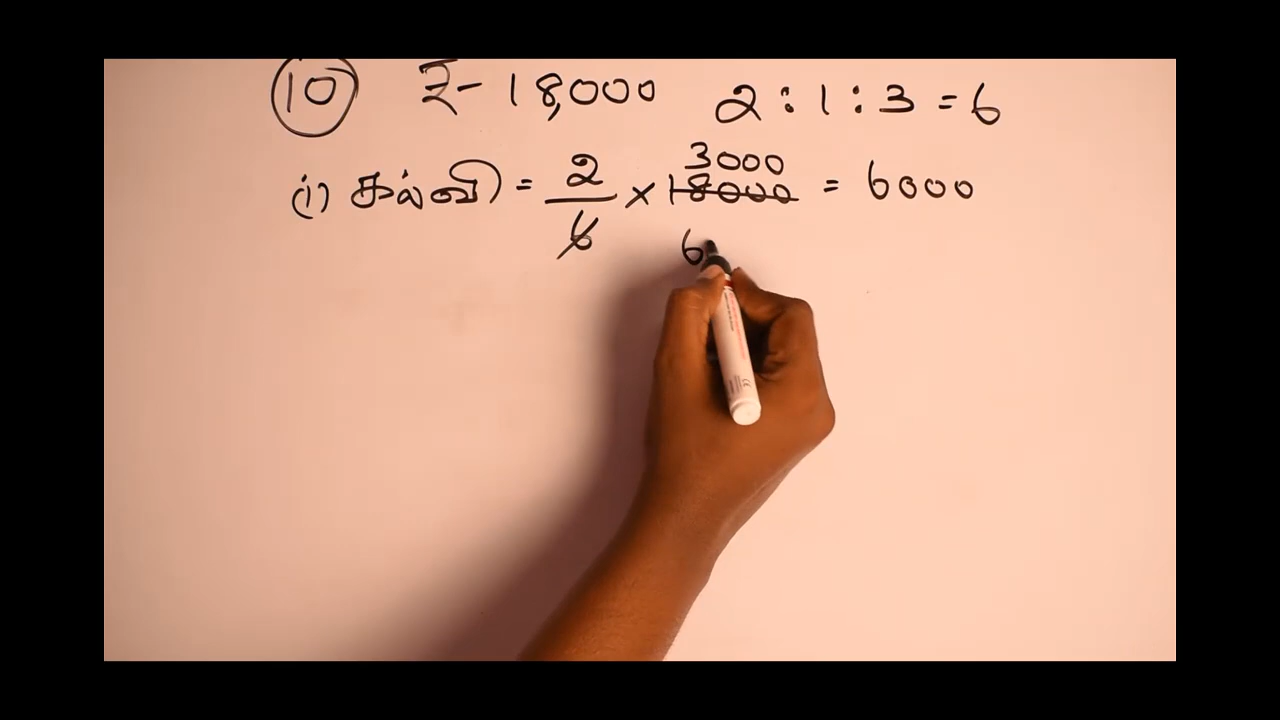 10 ₹- 18,000 2 : 1 : 3 = 6
(i) கல்வி = 2/6 × 18000 = 6000
3000
6